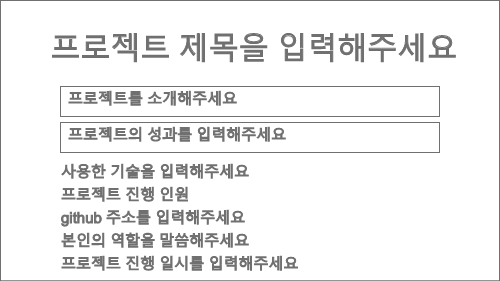 프로젝트 제목을 입력해주세요
프로젝트를 소개해주세요
프로젝트의 성과를 입력해주세요
사용한 기술을 입력해주세요
프로젝트 진행 인원
github 주소를 입력해주세요
본인의 역할을 말씀해주세요
프로젝트 진행 일시를 입력해주세요